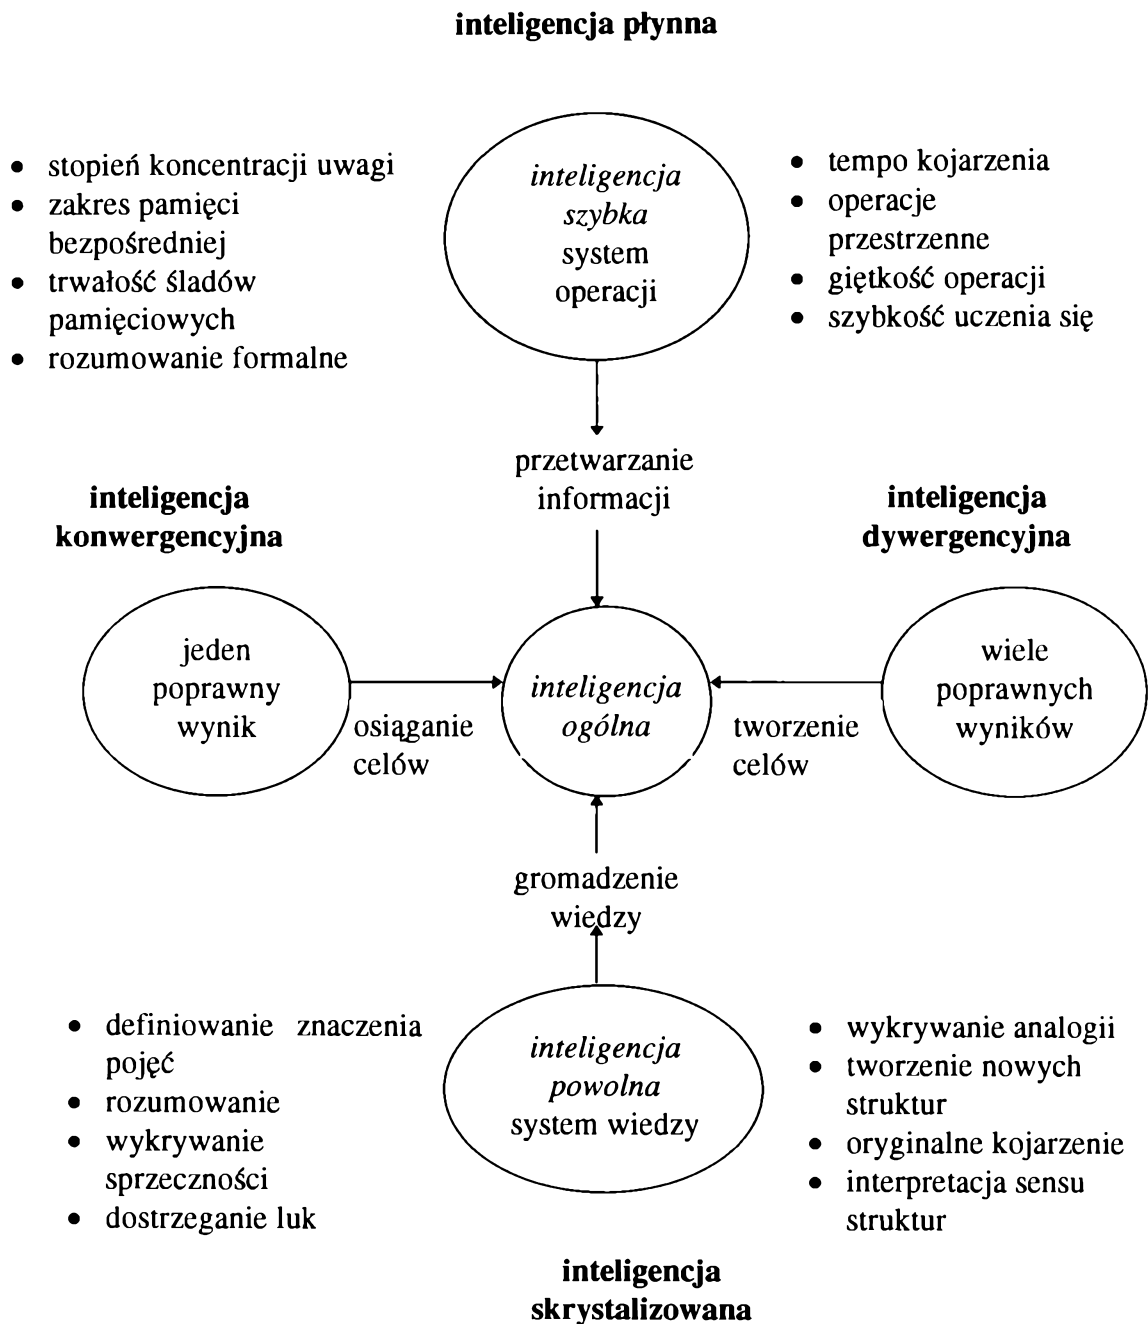 inteligencja płynna
• stopień koncentracji uwagi
• zakres pamięci
bezpośredniej
• trwałość śladów
pamięciowych
• rozumowanie formalne
inteligencja
szybka
system
operacji
• tempo kojarzenia
• operacje
przestrzenne
• giętkość operacji
• szybkość uczenia się
przetwarzanie
informacji
inteligencja
konwergencyjna
inteligencja
dywergencyjna
jeden
poprawny
wynik
osiąganie
celów
inteligencja
ogólna
tworzenie
celów
wiele
poprawnych
wyników
gromadzenie
wiedzy
• definiowanie znaczenia
pojęć
• rozumowanie
• wykrywanie
sprzeczności
• dostrzeganie luk
inteligencja
powolna
system wiedzy
• wykrywanie analogii
• tworzenie nowych
struktur
• oryginalne kojarzenie
• interpretacja sensu
struktur
inteligencja
skrystalizowana